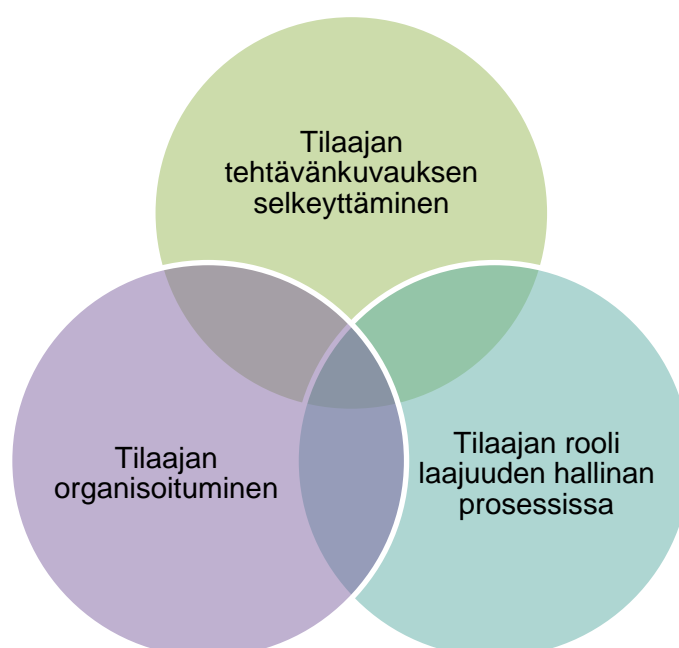 Tilaajan
tehtävänkuvauksen
selkeyttäminen
Tilaajan
organisoituminen
Tilaajan rooli
laajuuden hallinan
prosessissa